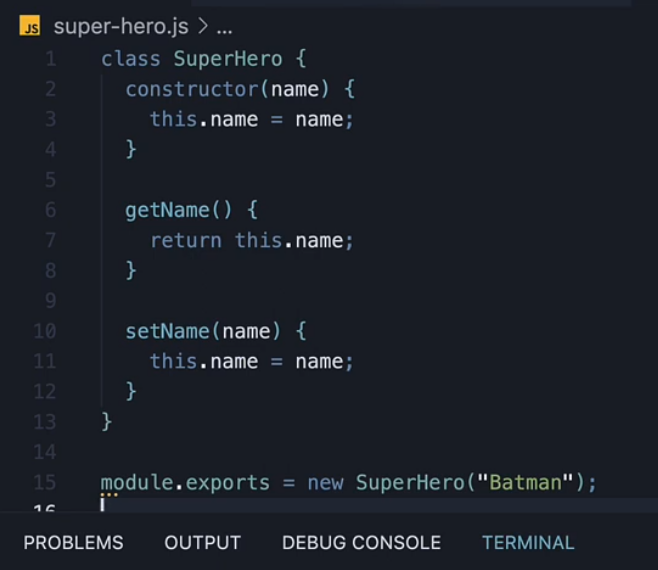 JS super-hero.js > ...
1 class SuperHero {
2   constructor(name) {
3     this.name = name;
4   }
5
6   getName() {
7     return this.name;
8   }
9
10   setName(name) {
11     this.name = name;
12   }
13 }
14
15 module.exports = new SuperHero("Batman");
16
PROBLEMS OUTPUT DEBUG CONSOLE TERMINAL